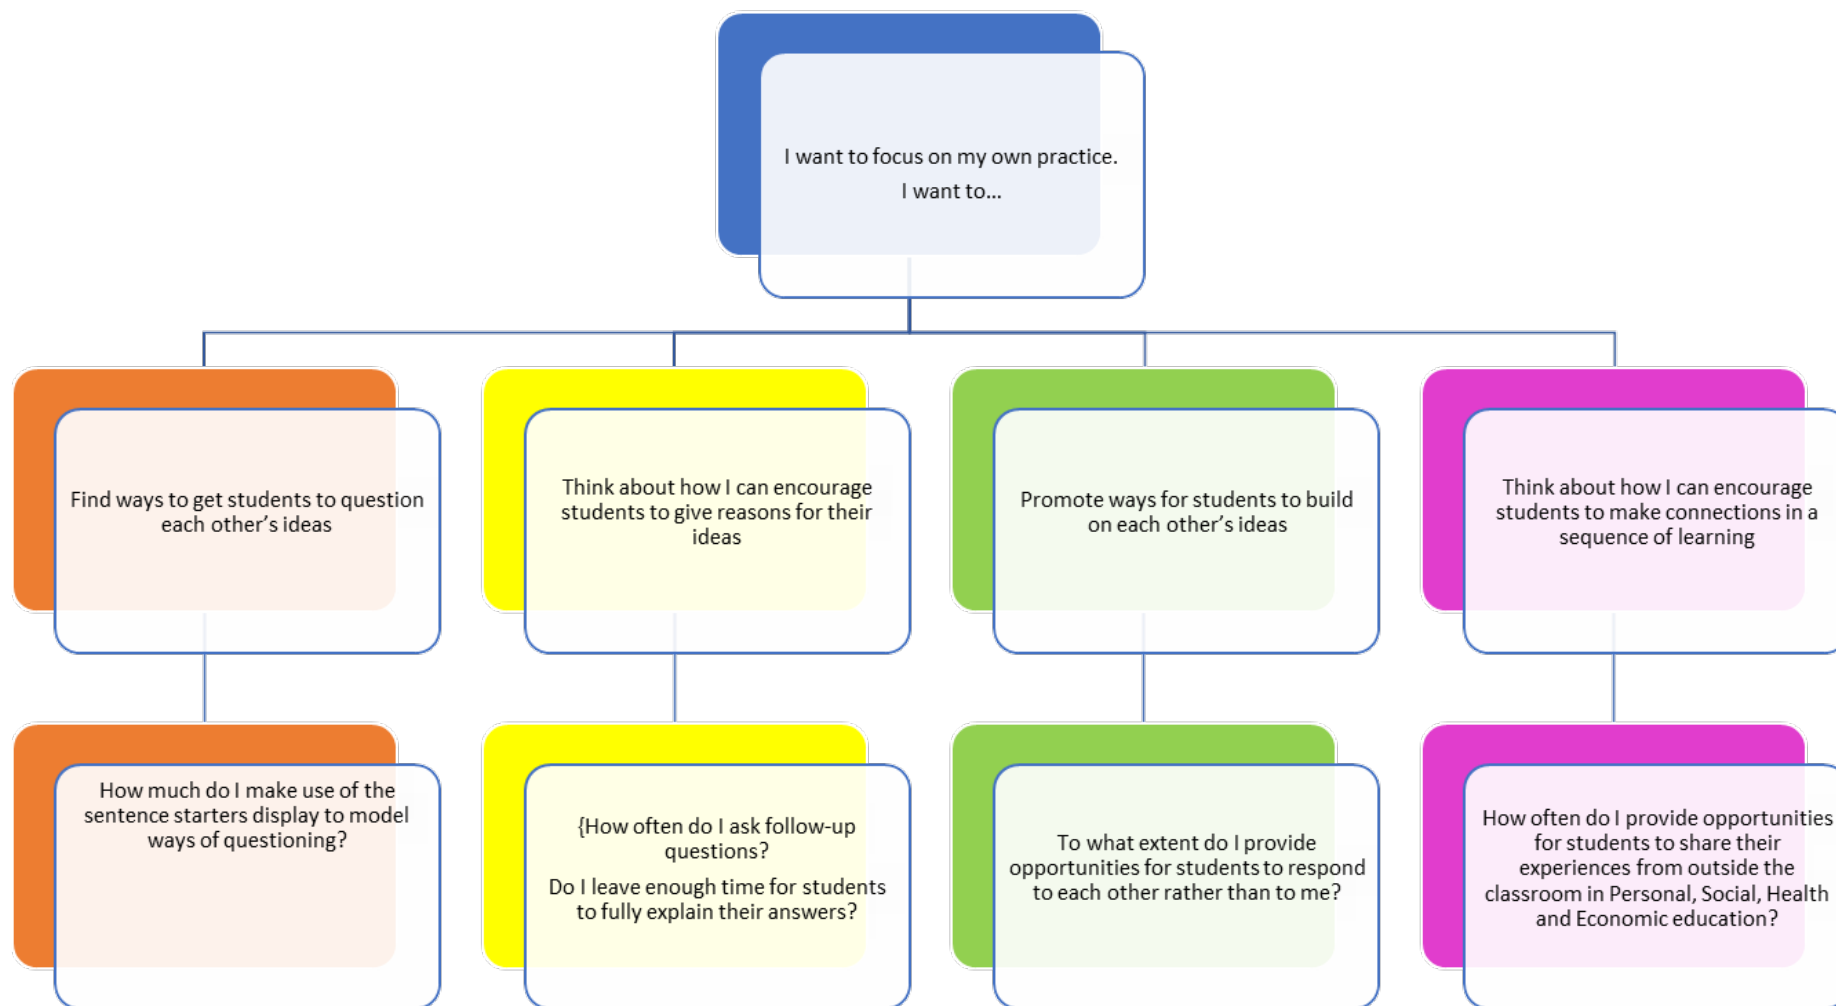 I want to focus on my own practice.
I want to...
Find ways to get students to question
each other's ideas
Think about how I can encourage
students to give reasons for their
ideas
Promote ways for students to build
on each other's ideas
Think about how I can encourage
students to make connections in a
sequence of learning
How much do I make use of the
sentence starters display to model
ways of questioning?
{How often do I ask follow-up
questions?
Do I leave enough time for students
to fully explain their answers?
To what extent do I provide
opportunities for students to respond
to each other rather than to me?
How often do I provide opportunities
for students to share their
experiences from outside the
classroom in Personal, Social, Health
and Economic education?